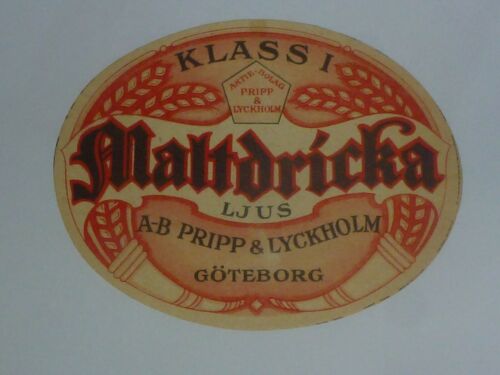 KLASS I
AKTIE-BOLAG
PRIPP
&
LYCKHOLM
Maltdricka
LJUS
A-B PRIPP & LYCKHOLM
GÖTEBORG